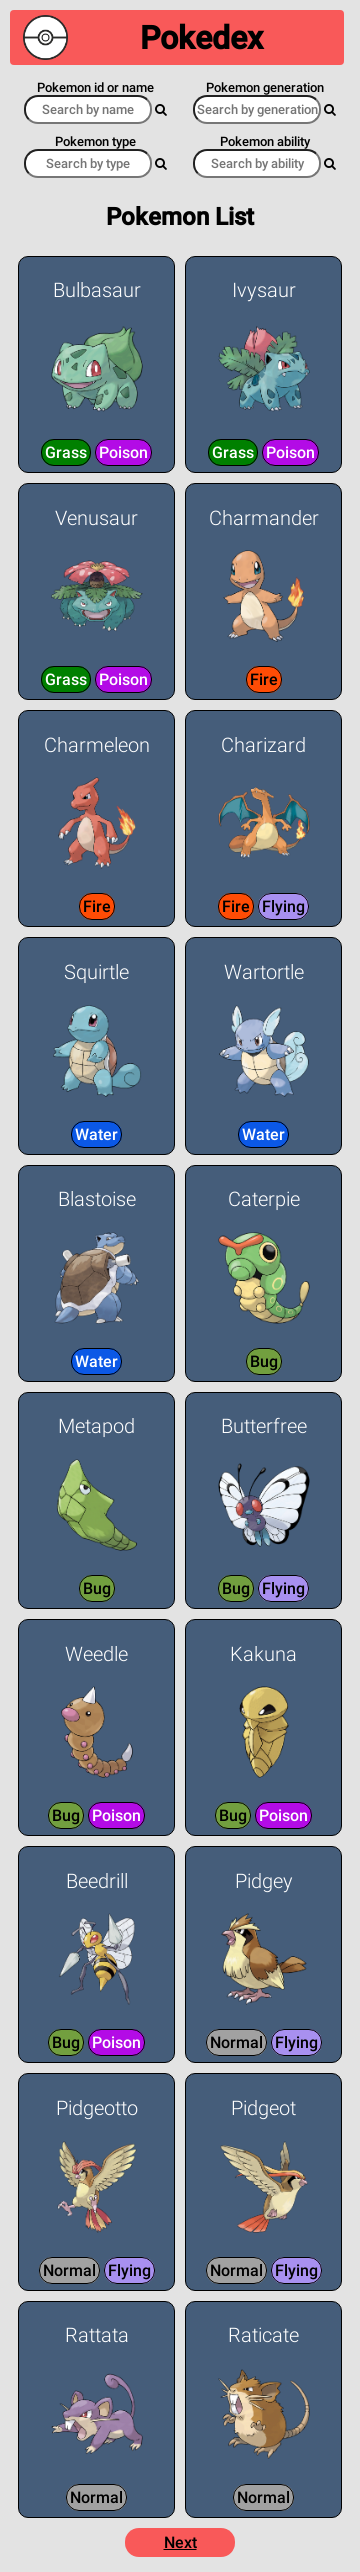 Pokedex
Pokemon id or name Pokemon generation
Search by name Search by generation
Pokemon type Pokemon ability
Search by type Search by ability
Pokemon List
Bulbasaur Ivysaur
Grass Poison Grass Poison
Venusaur Charmander
Grass Poison Fire
Charmeleon Charizard
Fire Fire Flying
Squirtle Wartortle
Water Water
Blastoise Caterpie
Water Bug
Metapod Butterfree
Bug Bug Flying
Weedle Kakuna
Bug Poison Bug Poison
Beedrill Pidgey
Bug Poison Normal Flying
Pidgeotto Pidgeot
Normal Flying Normal Flying
Rattata Raticate
Normal Normal
Next